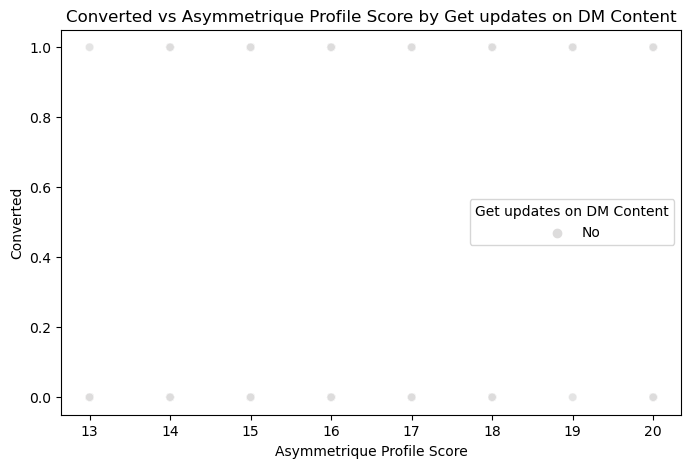 Converted vs Asymmetrique Profile Score by Get updates on DM Content
1.0
0.8
0.6
0.4
0.2
0.0
Converted
Get updates on DM Content
No
13 14 15 16 17 18 19 20
Asymmetrique Profile Score